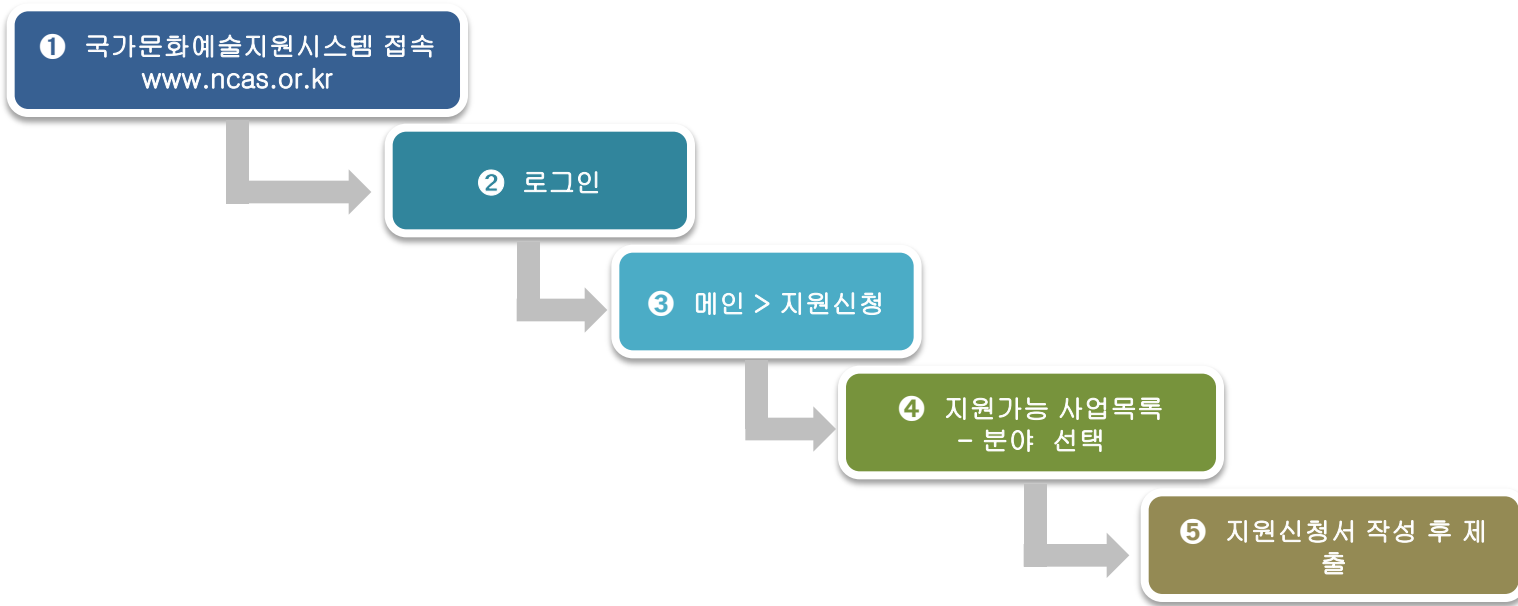 ❶ 국가문화예술지원시스템 접속
www.ncas.or.kr
❷ 로그인
❸ 메인 > 지원신청
❹ 지원가능 사업목록
- 분야 선택
❺ 지원신청서 작성 후 제
출